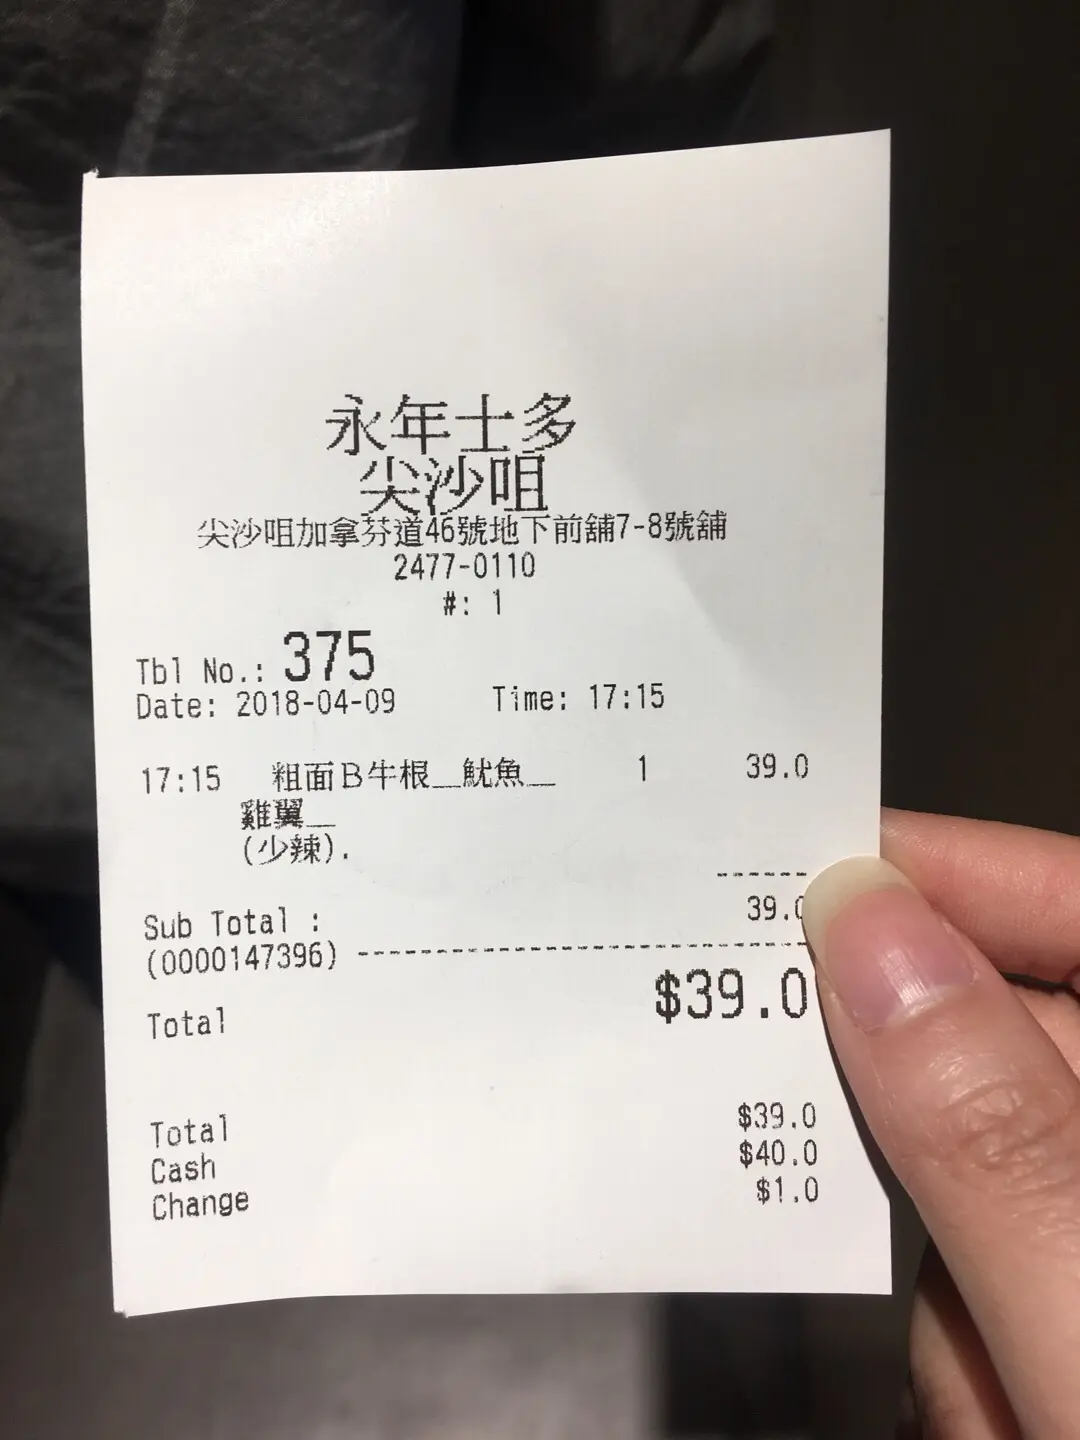 永年士多
尖沙咀
尖沙咀加拿芬道46號地下前舖7-8號舖
2477-0110
#: 1
Tbl No.: 375
Date: 2018-04-09 Time: 17:15
17:15 粗面B牛根__魷魚__ 1 39.0
雞翼__
(少辣).
Sub Total : 39.0
(0000147396)
Total $39.0
Total $39.0
Cash $40.0
Change $1.0